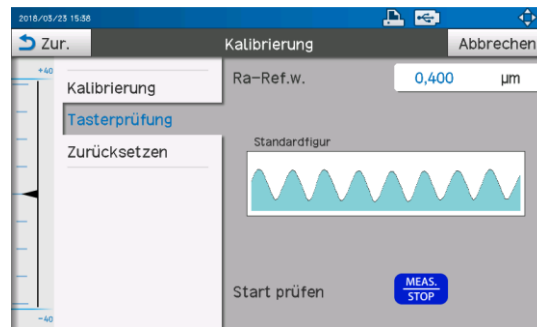 2018/03/23 15:38
Zur.
Kalibrierung
Abbrechen
+40
Kalibrierung
Tasterprüfung
Zurücksetzen
-40
Ra-Ref.w.
0,400 µm
Standardfigur
Start prüfen
MEAS.
STOP